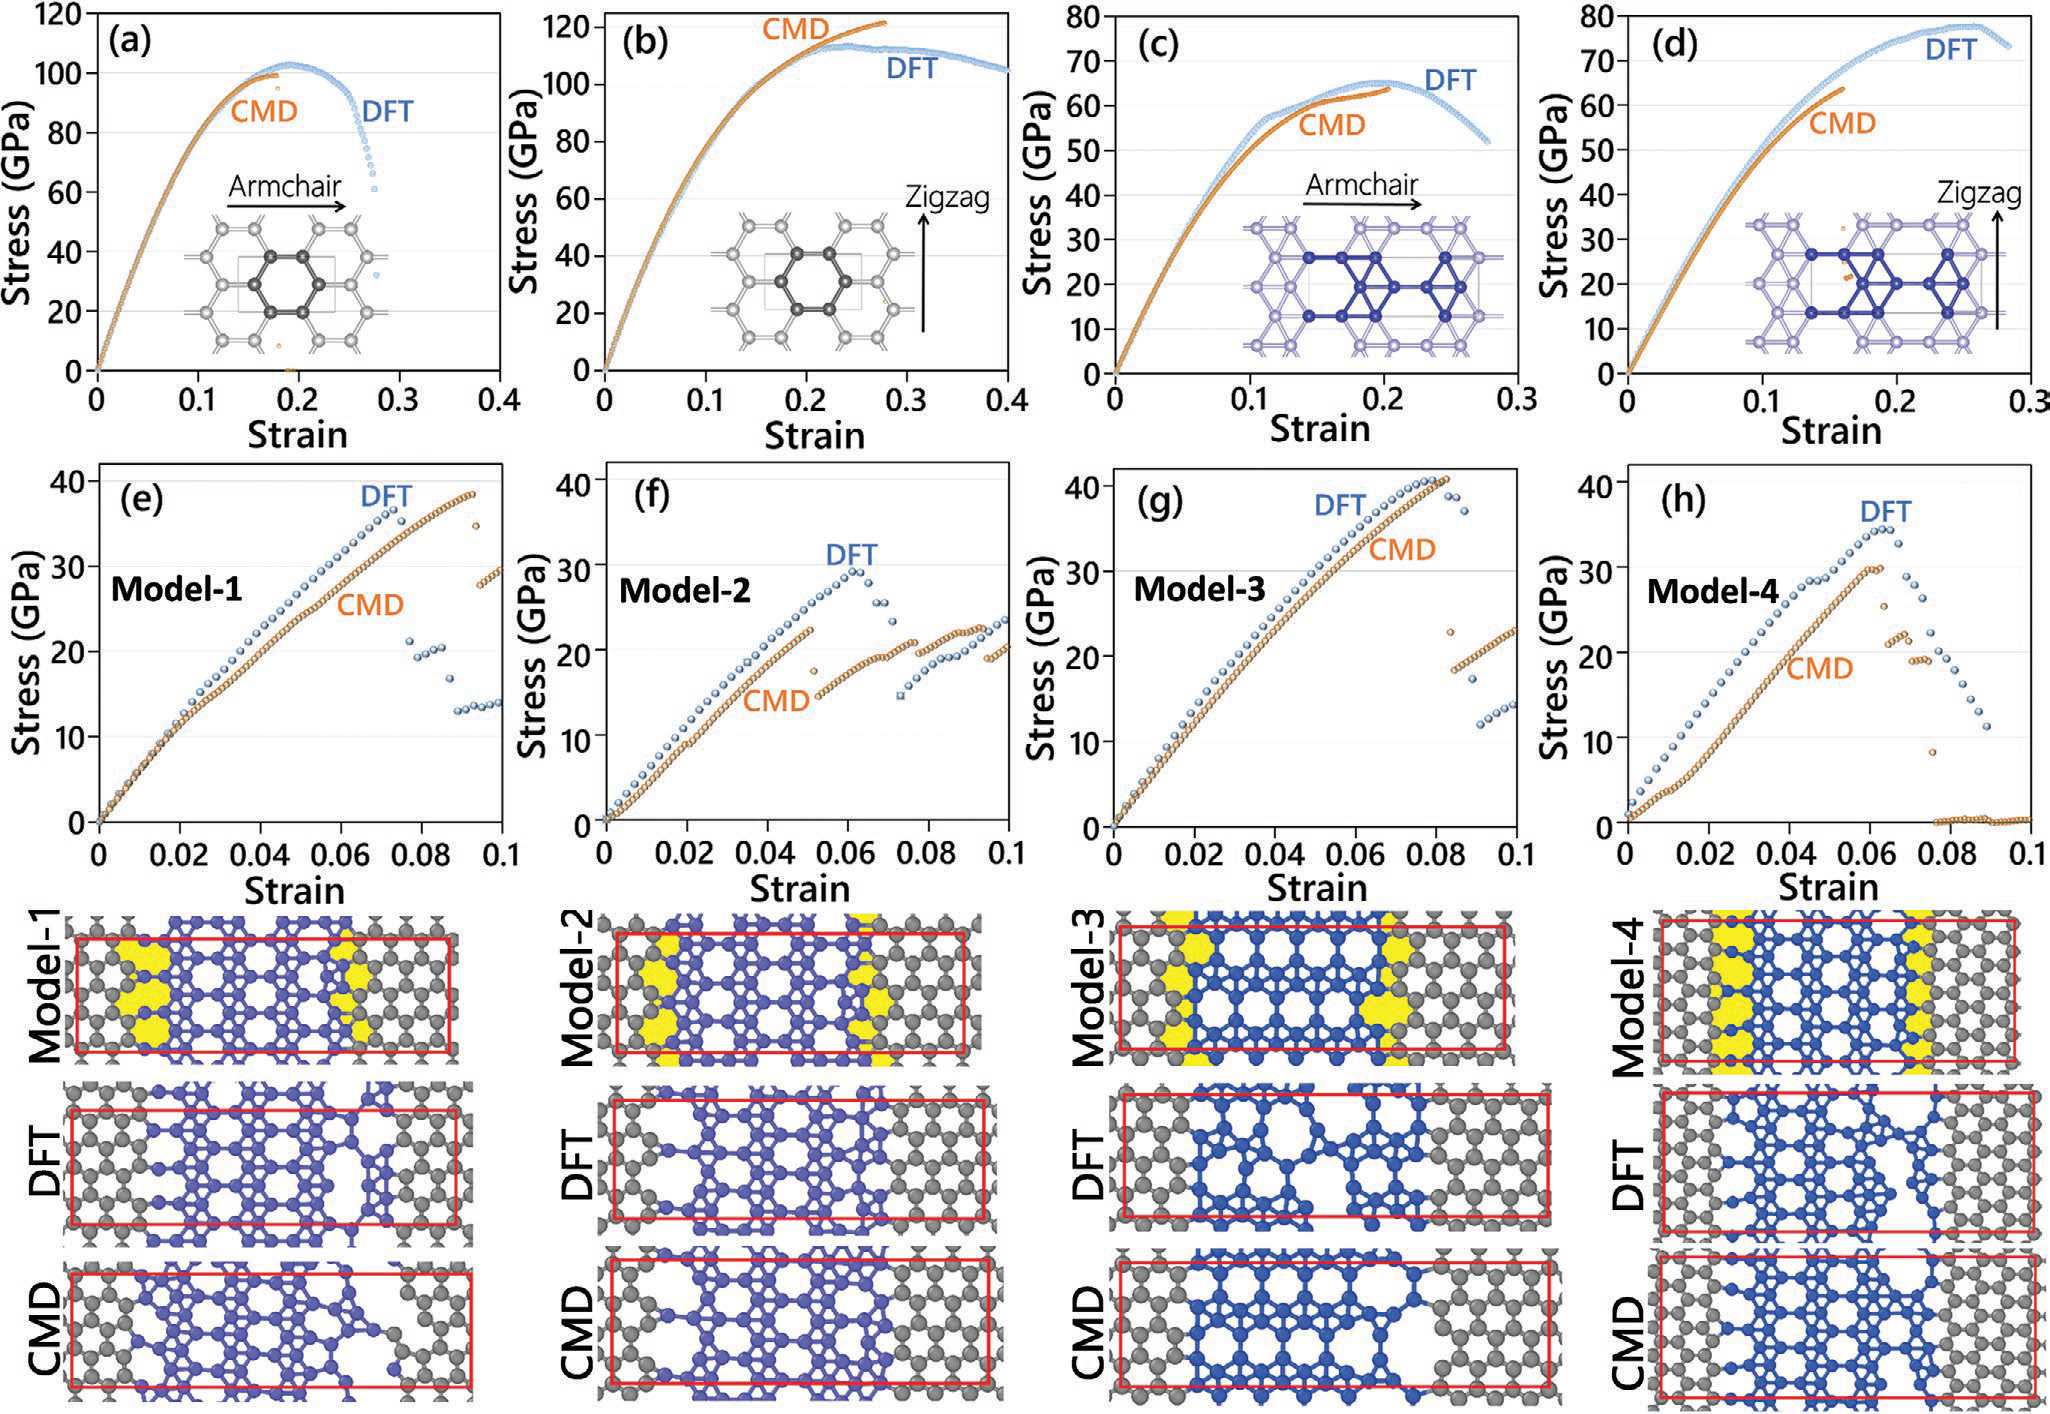 (a)
120
100
80
60
40
20
0
Stress (GPa)
CMD
DFT
Armchair
0 0.1 0.2 0.3 0.4
Strain
(b)
120
100
80
60
40
20
0
Stress (GPa)
CMD
DFT
Zigzag
0 0.1 0.2 0.3 0.4
Strain
(c)
80
70
60
50
40
30
20
10
0
Stress (GPa)
DFT
CMD
Armchair
0 0.1 0.2 0.3
Strain
(d)
80
70
60
50
40
30
20
10
0
Stress (GPa)
DFT
CMD
Zigzag
0 0.1 0.2 0.3
Strain
(e)
40
30
20
10
0
Stress (GPa)
DFT
Model-1
CMD
0 0.02 0.04 0.06 0.08 0.1
Strain
(f)
40
30
20
10
0
Stress (GPa)
DFT
Model-2
CMD
0 0.02 0.04 0.06 0.08 0.1
Strain
(g)
40
30
20
10
0
Stress (GPa)
DFT
CMD
Model-3
0 0.02 0.04 0.06 0.08 0.1
Strain
(h)
40
30
20
10
0
Stress (GPa)
DFT
Model-4
CMD
0 0.02 0.04 0.06 0.08 0.1
Strain
Model-1
Model-2
Model-3
Model-4
DFT
DFT
DFT
DFT
CMD
CMD
CMD
CMD